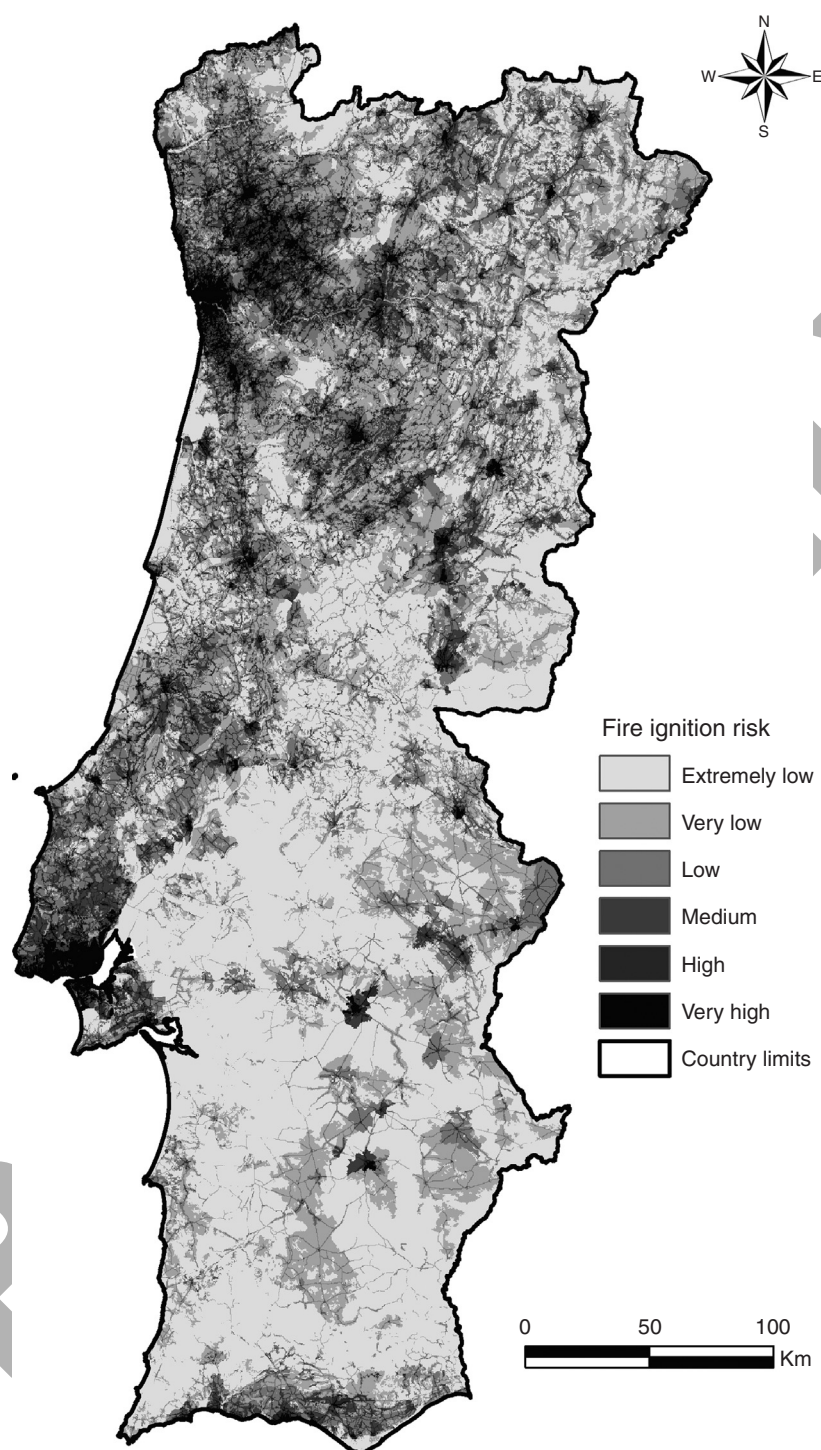 N
W E
S
Fire ignition risk
Extremely low
Very low
Low
Medium
High
Very high
Country limits
0 50 100
Km